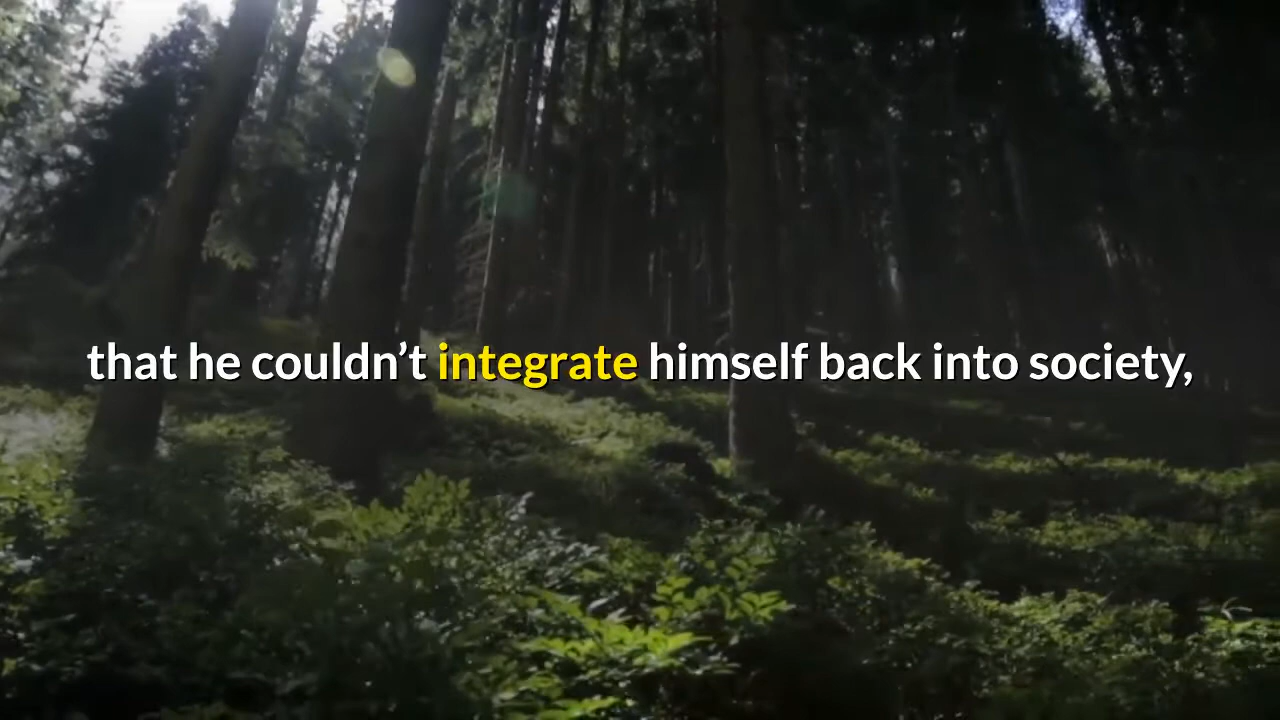 that he couldn’t integrate himself back into society,